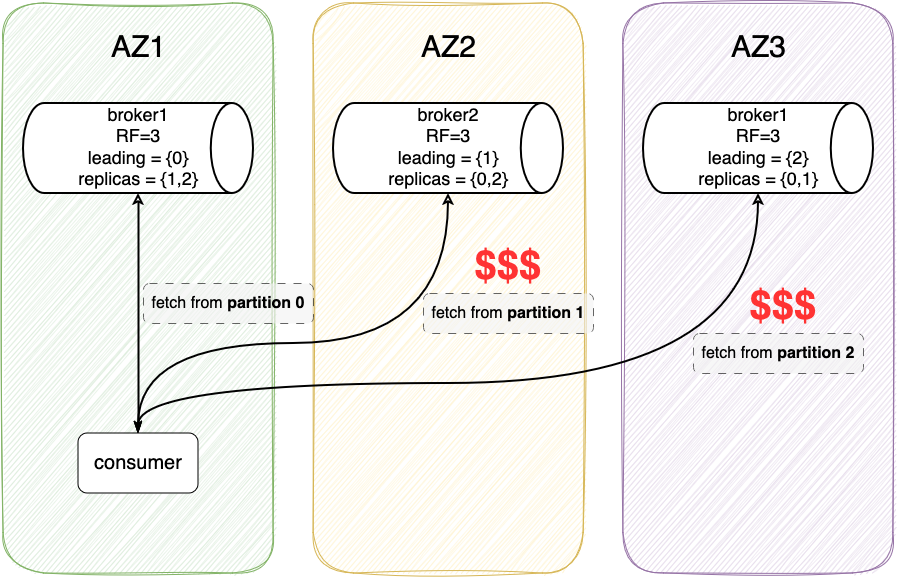 AZ1
broker1
RF=3
leading = {0}
replicas = {1,2}
fetch from partition 0
consumer
AZ2
broker2
RF=3
leading = {1}
replicas = {0,2}
$$$
fetch from partition 1
AZ3
broker1
RF=3
leading = {2}
replicas = {0,1}
$$$
fetch from partition 2